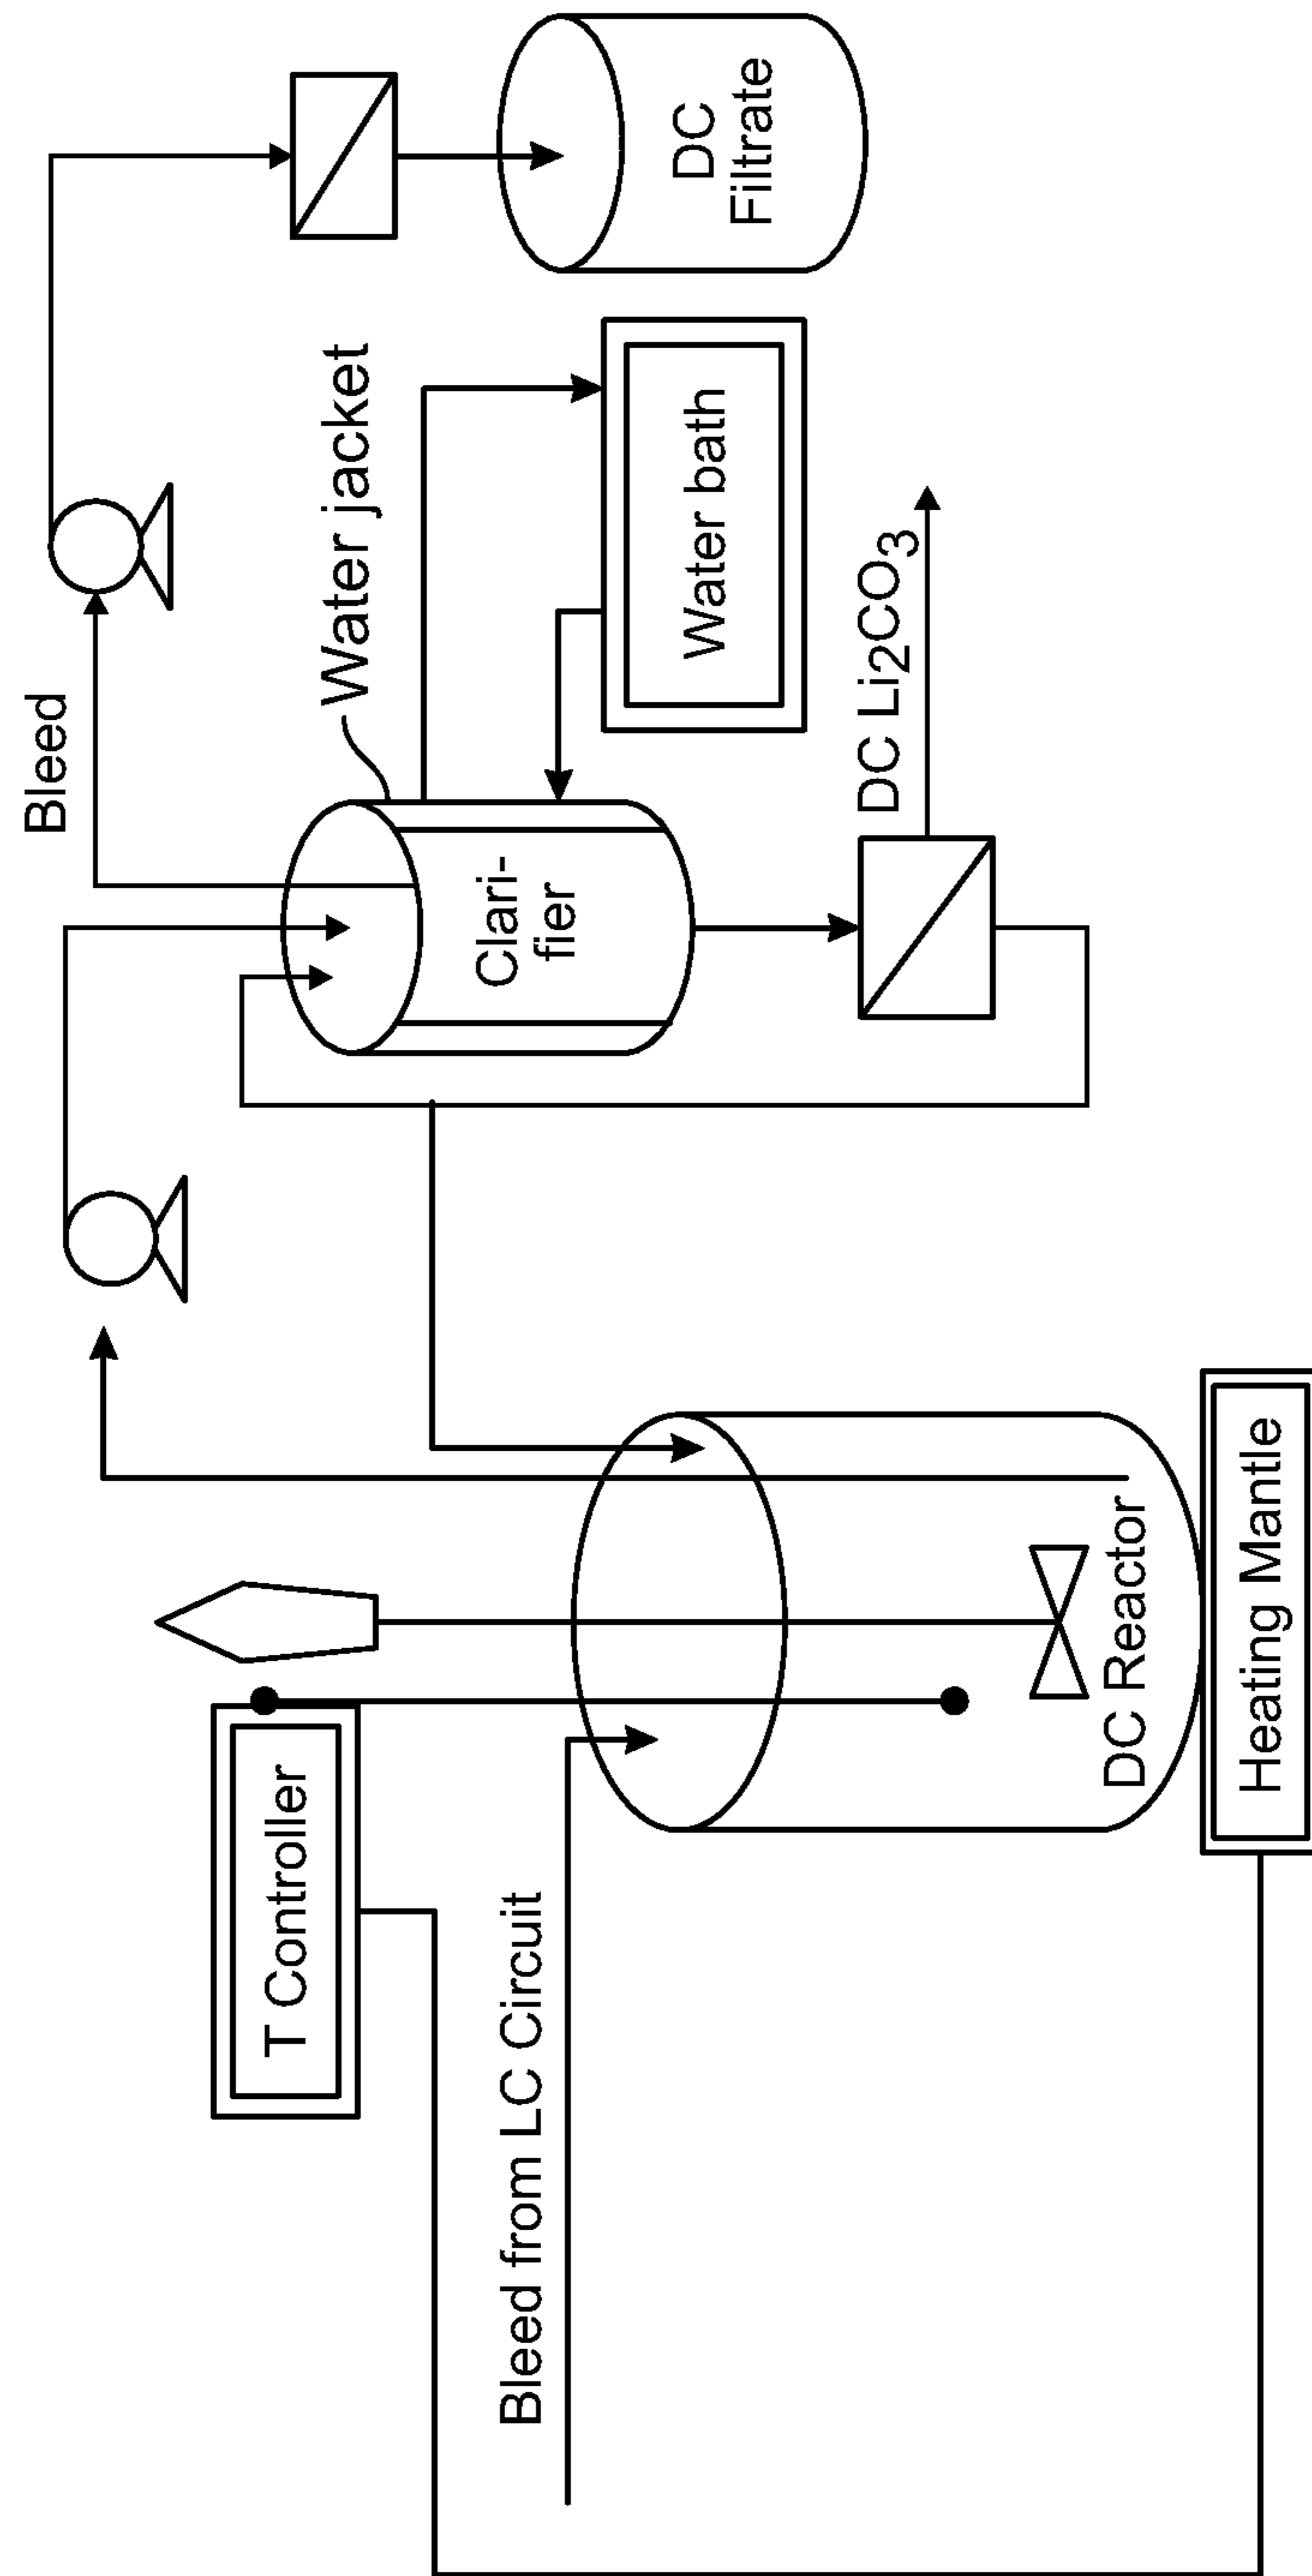 Bleed from LC Circuit
T Controller
DC Reactor
Heating Mantle
Bleed
Water jacket
Clari-
fier
Water bath
DC Li2CO3
DC
Filtrate